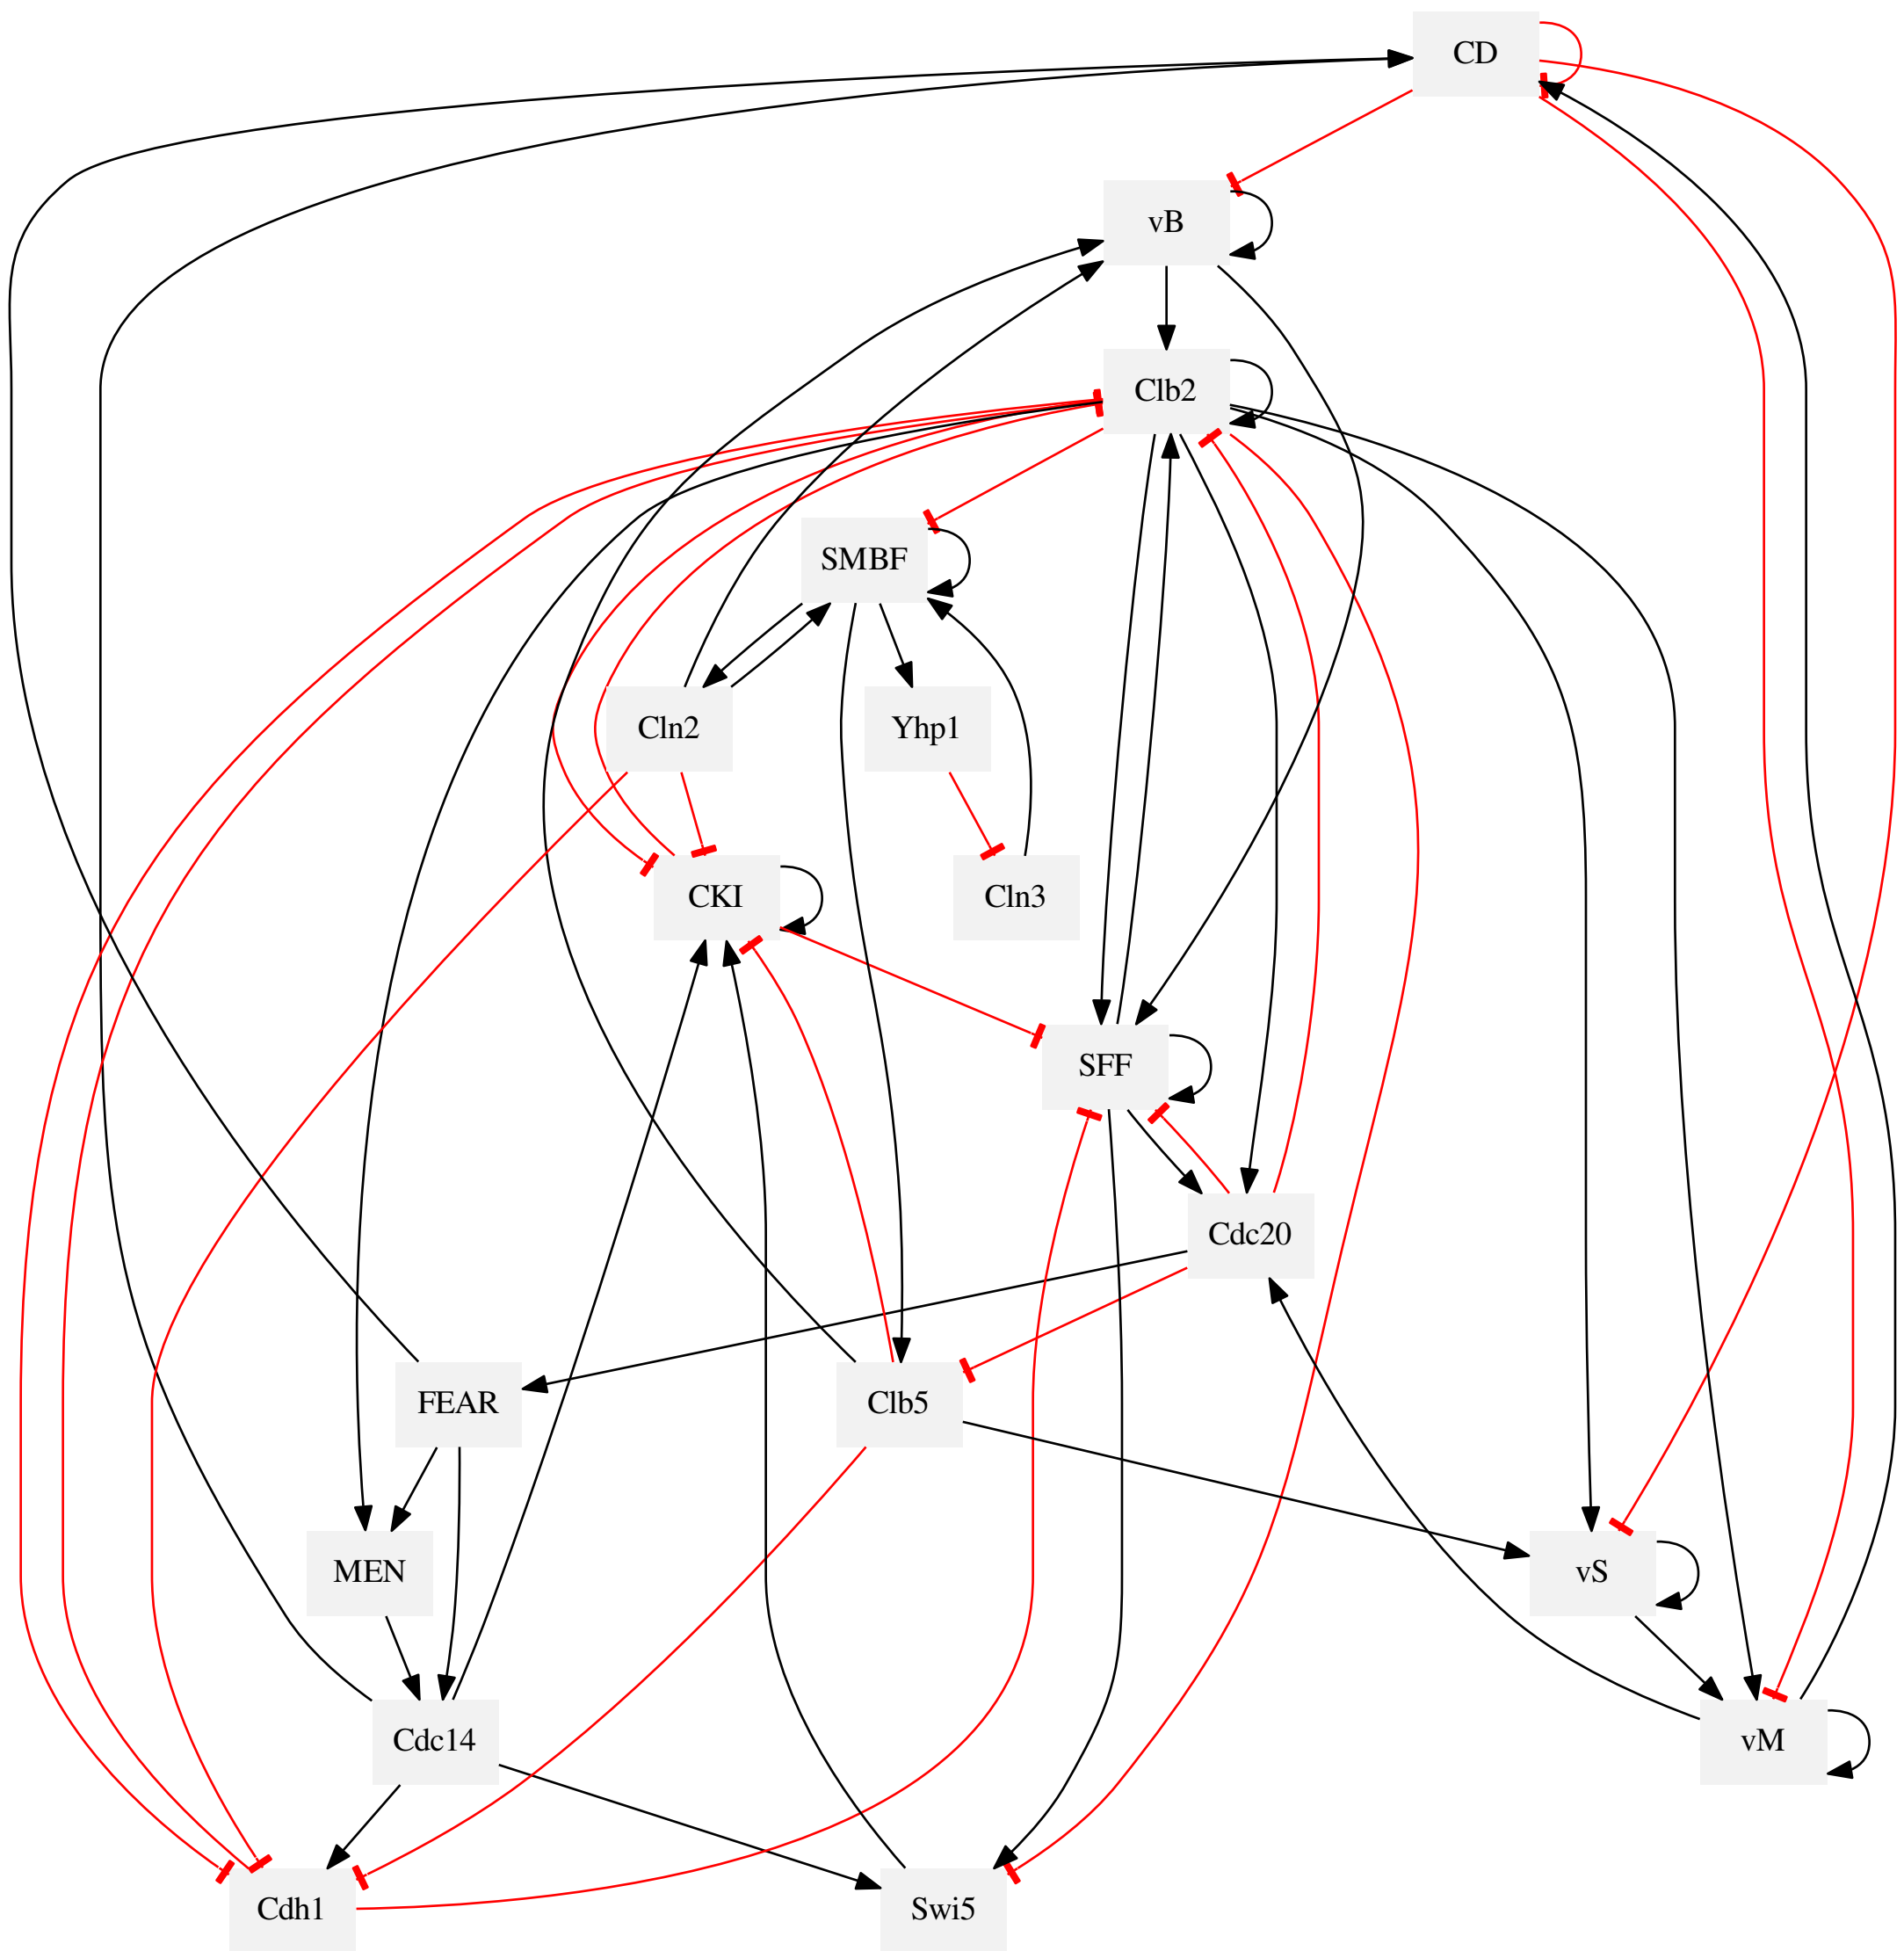 CD
vB
Clb2
SMBF
Cln2
Yhp1
CKI
Cln3
SFF
Cdc20
FEAR
Clb5
MEN
vS
Cdc14
vM
Cdh1
Swi5